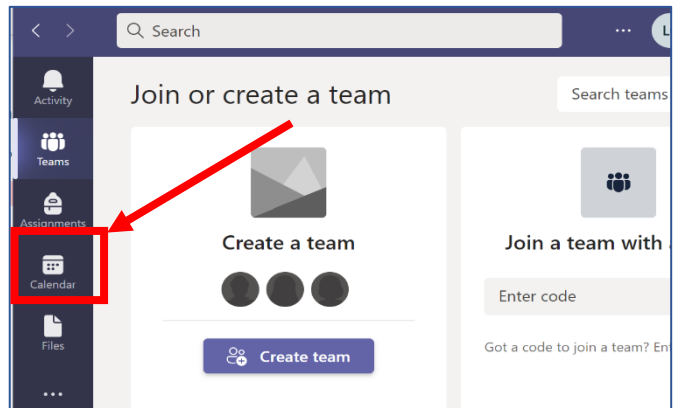 Search
L
Activity
Join or create a team
Search teams
Teams
Assignments
Create a team
Join a team with
Calendar
Enter code
Files
Create team
Got a code to join a team? En